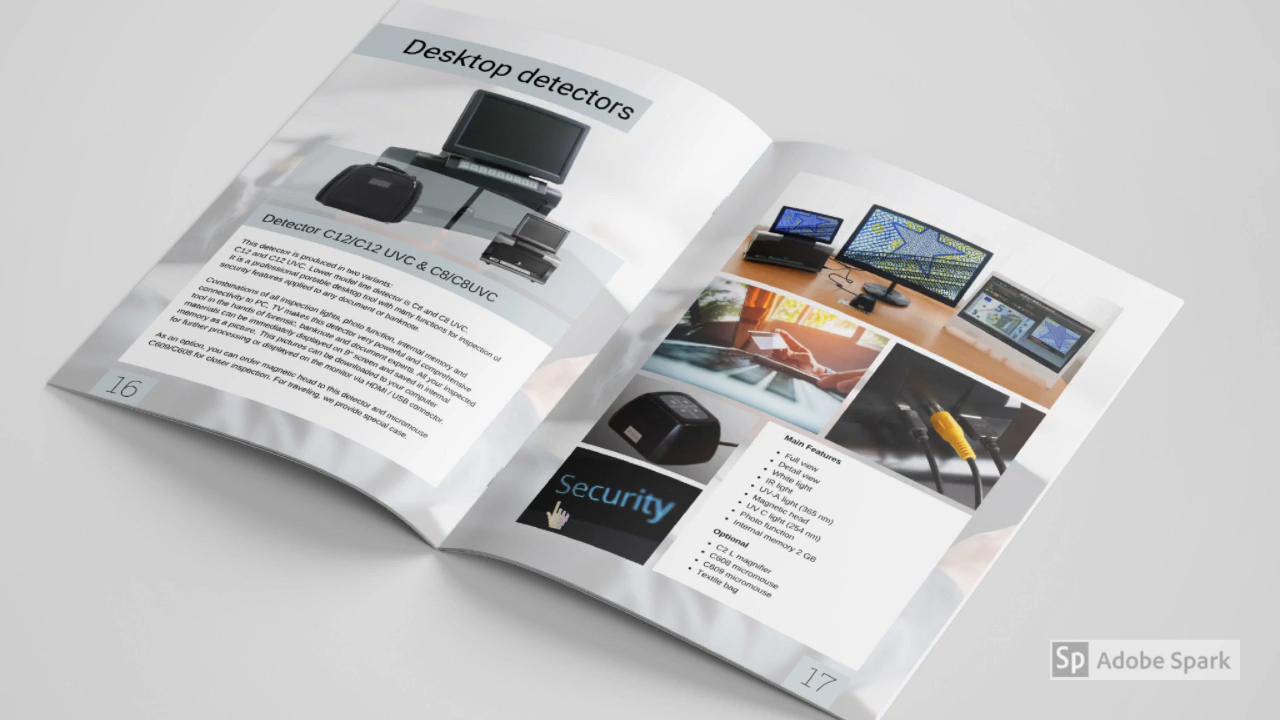 Desktop detectors
Detector C12/C12 UVC & C8/C8UVC
This detector is produced in two variants:
C12 and C12 UVC. Lower model line detector is C8 and C8 UVC.
It is a professional portable desktop tool with many functions for inspection of
security features applied to any document or banknote.
Combinations of all inspection lights, photo function, internal memory and
connectivity to PC, TV makes this detector very powerful and comprehensive
tool in the hands of forensic, banknote and document experts. All your inspected
materials can be immediately displayed on 9" screen and saved in internal
memory as a picture. This pictures can be downloaded to your computer
for further processing or displayed on the monitor via HDMI / USB connector.
As an option, you can order magnetic head to this detector and micromouse
C609/C608 for closer inspection. For traveling, we provide special case.
16
Security
Main Features
• Full view
• Detail view
• White light
• IR light
• UV-A light (365 nm)
• Magnetic head
• UV C light (254 nm)
• Photo function
• Internal memory 2 GB
Optional
• C2 L magnifier
• C608 micromouse
• C609 micromouse
• Textile bag
17
Sp Adobe Spark